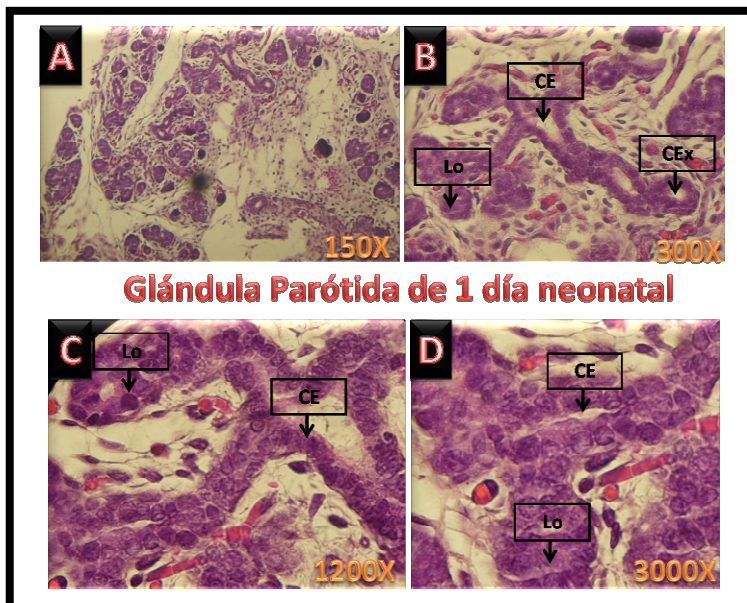 A
150X
B
CE
Lo
CEx
300X
Glándula Parótida de 1 día neonatal
C
Lo
CE
1200X
D
CE
Lo
3000X